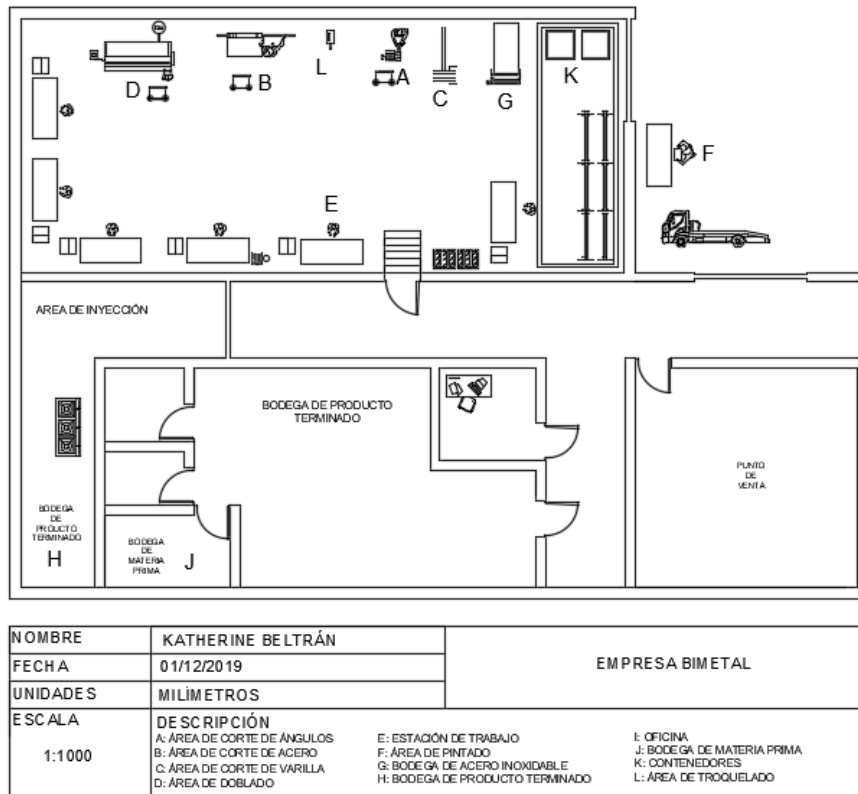 D
B
L
A
C
G
K
F
E
AREA DE INYECCIÓN
BODEGA DE PRODUCTO
TERMINADO
PUNTO
DE
VENTA
BODEGA
DE
PROUCTO
TERMINADO
H
BODEGA
DE
MATERIA
PRIMA
J
NOMBRE KATHERINE BELTRÁN
EMPRESA BIMETAL
FECHA 01/12/2019
UNIDADES MILÍMETROS
ESCALA
1:1000
DESCRIPCIÓN
A: ÁREA DE CORTE DE ÁNGULOS
B: ÁREA DE CORTE DE ACERO
C: ÁREA DE CORTE DE VARILLA
D: ÁREA DE DOBLADO
E: ESTACIÓN DE TRABAJO
F: ÁREA DE PINTADO
G: BODEGA DE ACERO INOXIDABLE
H: BODEGA DE PRODUCTO TERMINADO
I: OFICINA
J: BODEGA DE MATERIA PRIMA
K: CONTENEDORES
L: ÁREA DE TROQUELADO